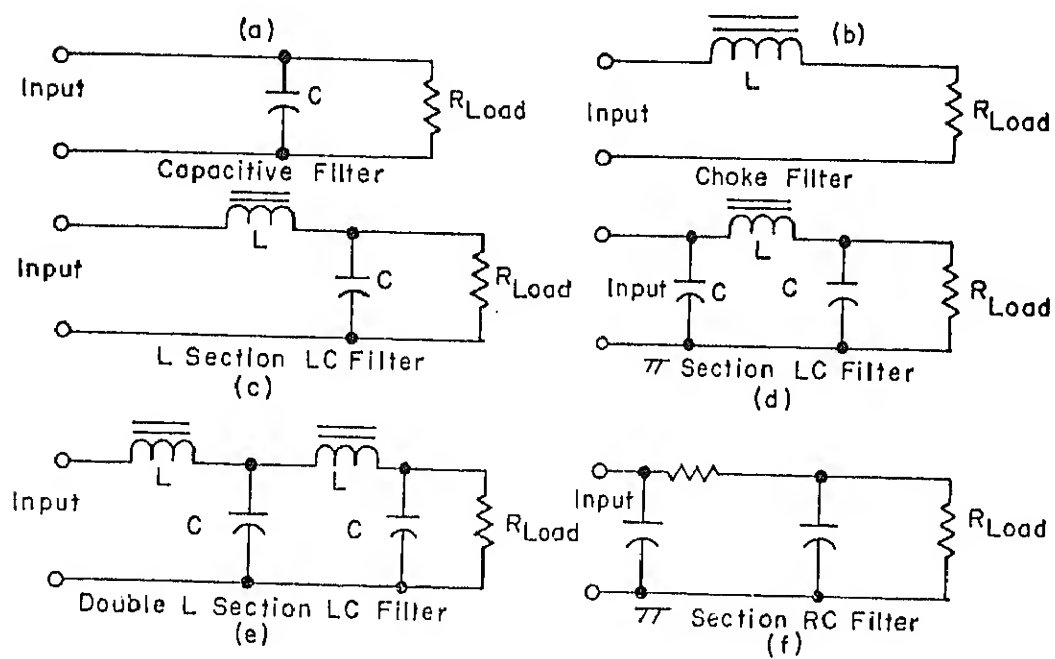 (a)
Input
C
RLoad
Capacitive Filter
(b)
L
Input
RLoad
Choke Filter
L
Input
C
RLoad
L Section LC Filter
(c)
L
Input
C
C
RLoad
π Section LC Filter
(d)
L
L
Input
C
C
RLoad
Double L Section LC Filter
(e)
Input
RLoad
π Section RC Filter
(f)